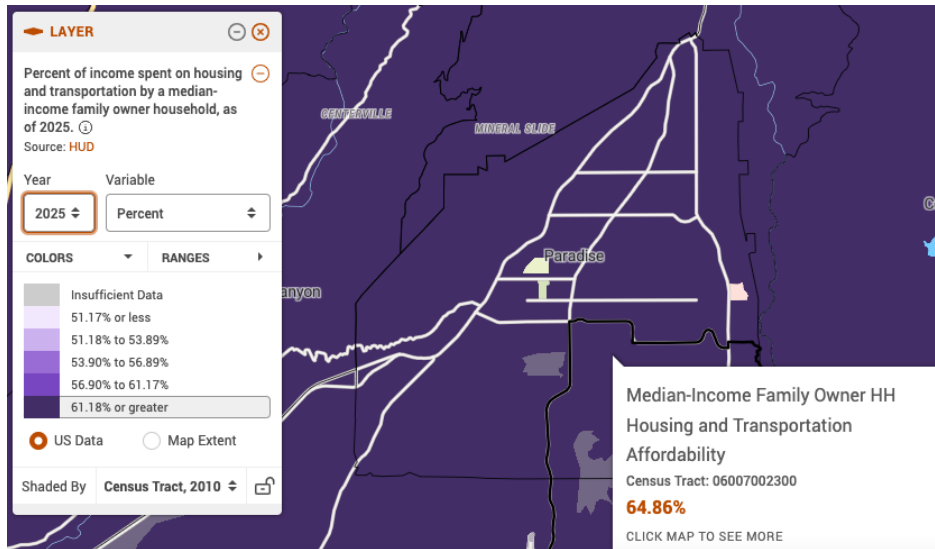 LAYER
Percent of income spent on housing
and transportation by a median-
income family owner household, as
of 2025.
Source: HUD
Year Variable
2025 Percent
COLORS RANGES
Insufficient Data
51.17% or less
51.18% to 53.89%
53.90% to 56.89%
56.90% to 61.17%
61.18% or greater
US Data Map Extent
Shaded By Census Tract, 2010
CENTERVILLE
MINERAL SLIDE
C
Paradise
anyon
Median-Income Family Owner HH
Housing and Transportation
Affordability
Census Tract: 06007002300
64.86%
CLICK MAP TO SEE MORE